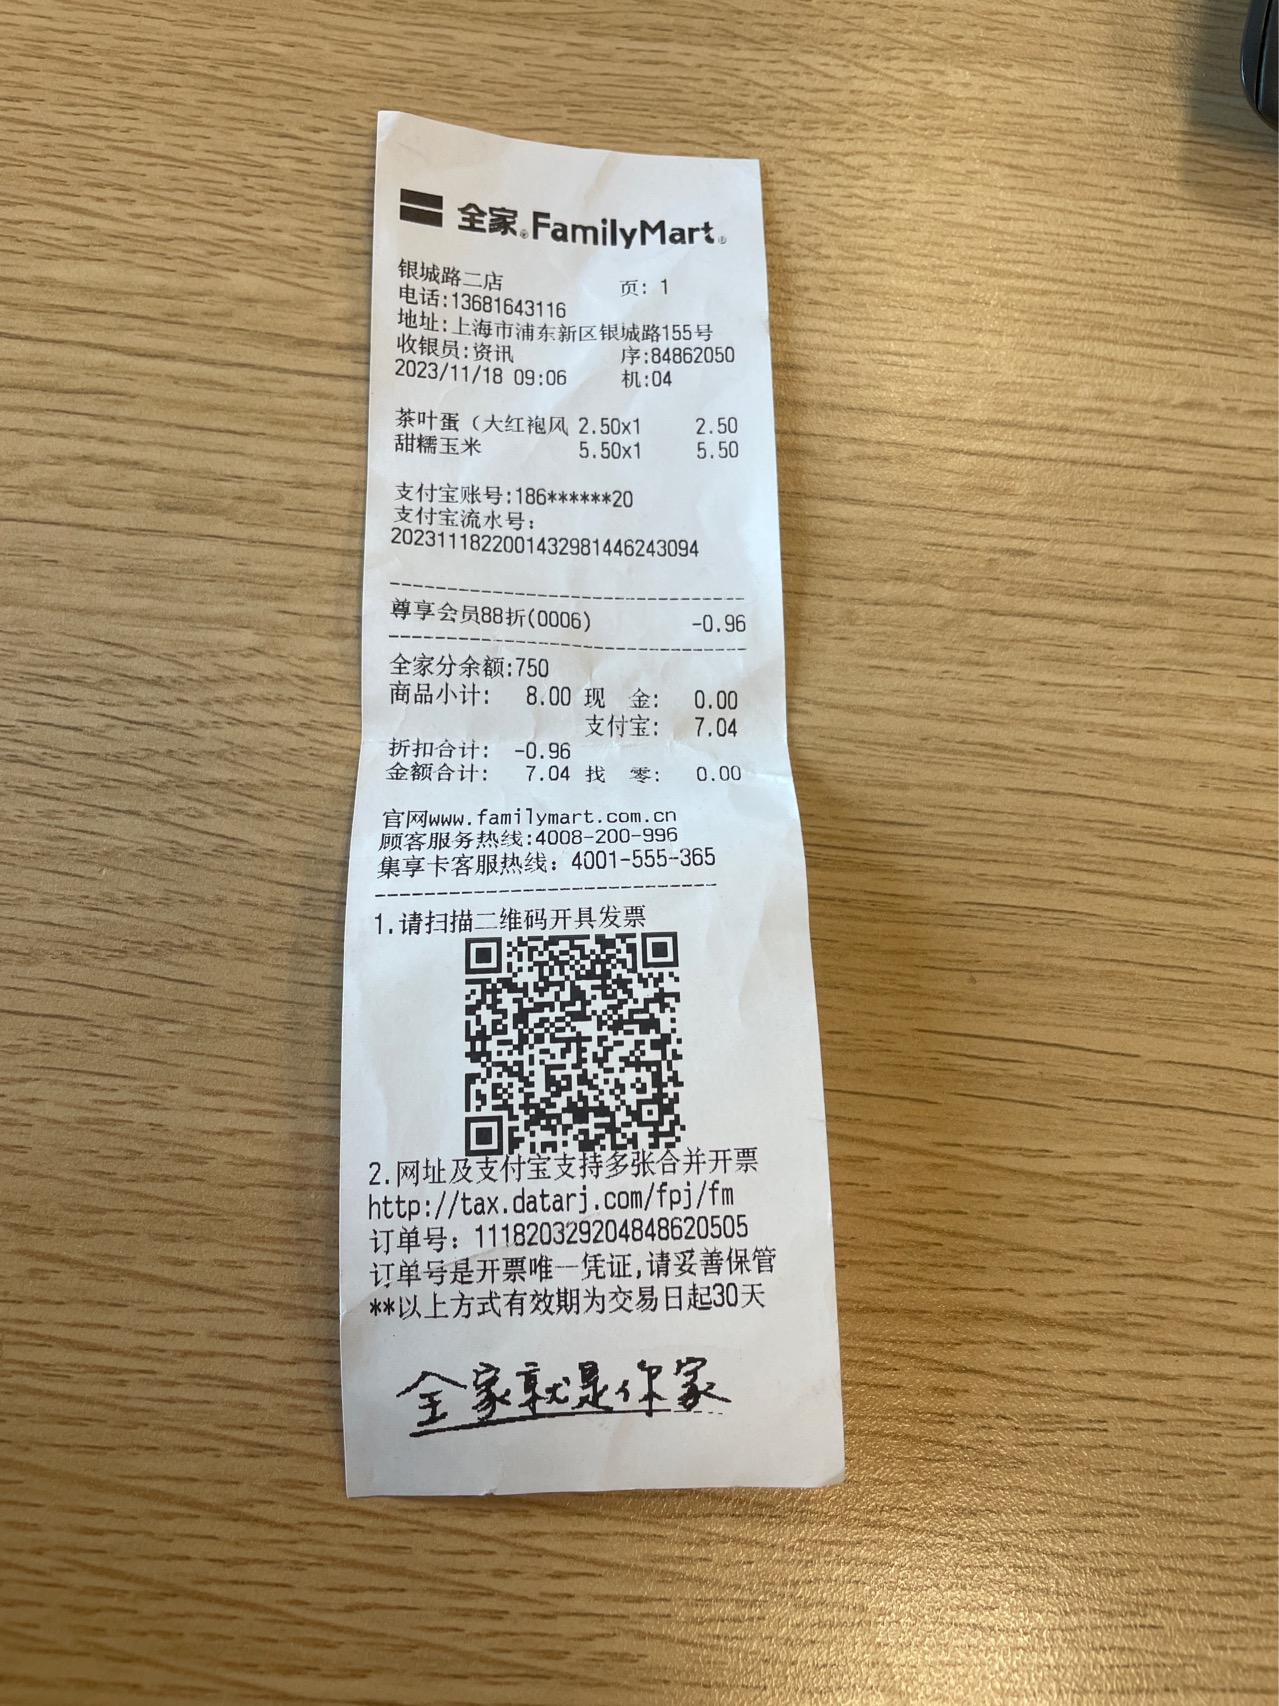 全家 FamilyMart
银城路二店 页: 1
电话:13681643116
地址:上海市浦东新区银城路155号
收银员:资讯 序:84862050
2023/11/18 09:06 机:04
茶叶蛋（大红袍风 2.50x1 2.50
甜糯玉米 5.50x1 5.50
支付宝账号:186******20
支付宝流水号:
2023111822001432981446243094
尊享会员88折(0006) -0.96
全家分余额:750
商品小计: 8.00 现 金: 0.00
支付宝: 7.04
折扣合计: -0.96
金额合计: 7.04 找 零: 0.00
官网www.familymart.com.cn
顾客服务热线:4008-200-996
集享卡客服热线: 4001-555-365
1.请扫描二维码开具发票
2.网址及支付宝支持多张合并开票
http://tax.datarj.com/fpj/fm
订单号: 111820329204848620505
订单号是开票唯一凭证,请妥善保管
**以上方式有效期为交易日起30天
全家就是你家